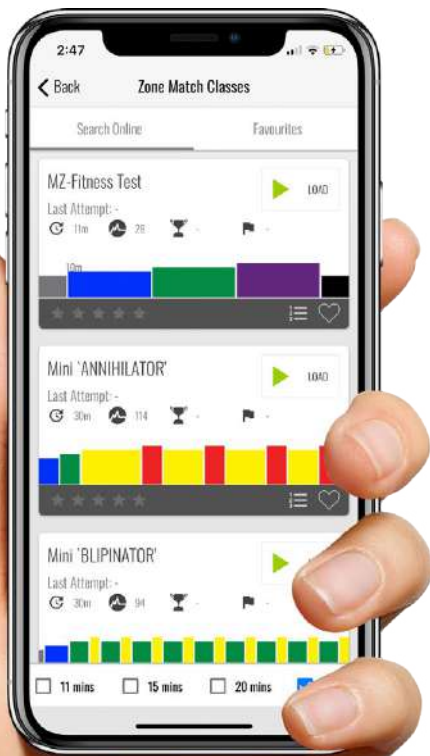 2:47
Back Zone Match Classes
Search Online Favourites
MZ-Fitness Test
LOAD
Last Attempt: -
11m 28 - -
10m
Mini 'ANNIHILATOR'
LOAD
Last Attempt: -
30m 114 - -
Mini 'BLIPINATOR'
Last Attempt: -
30m 94 - -
11 mins 15 mins 20 mins